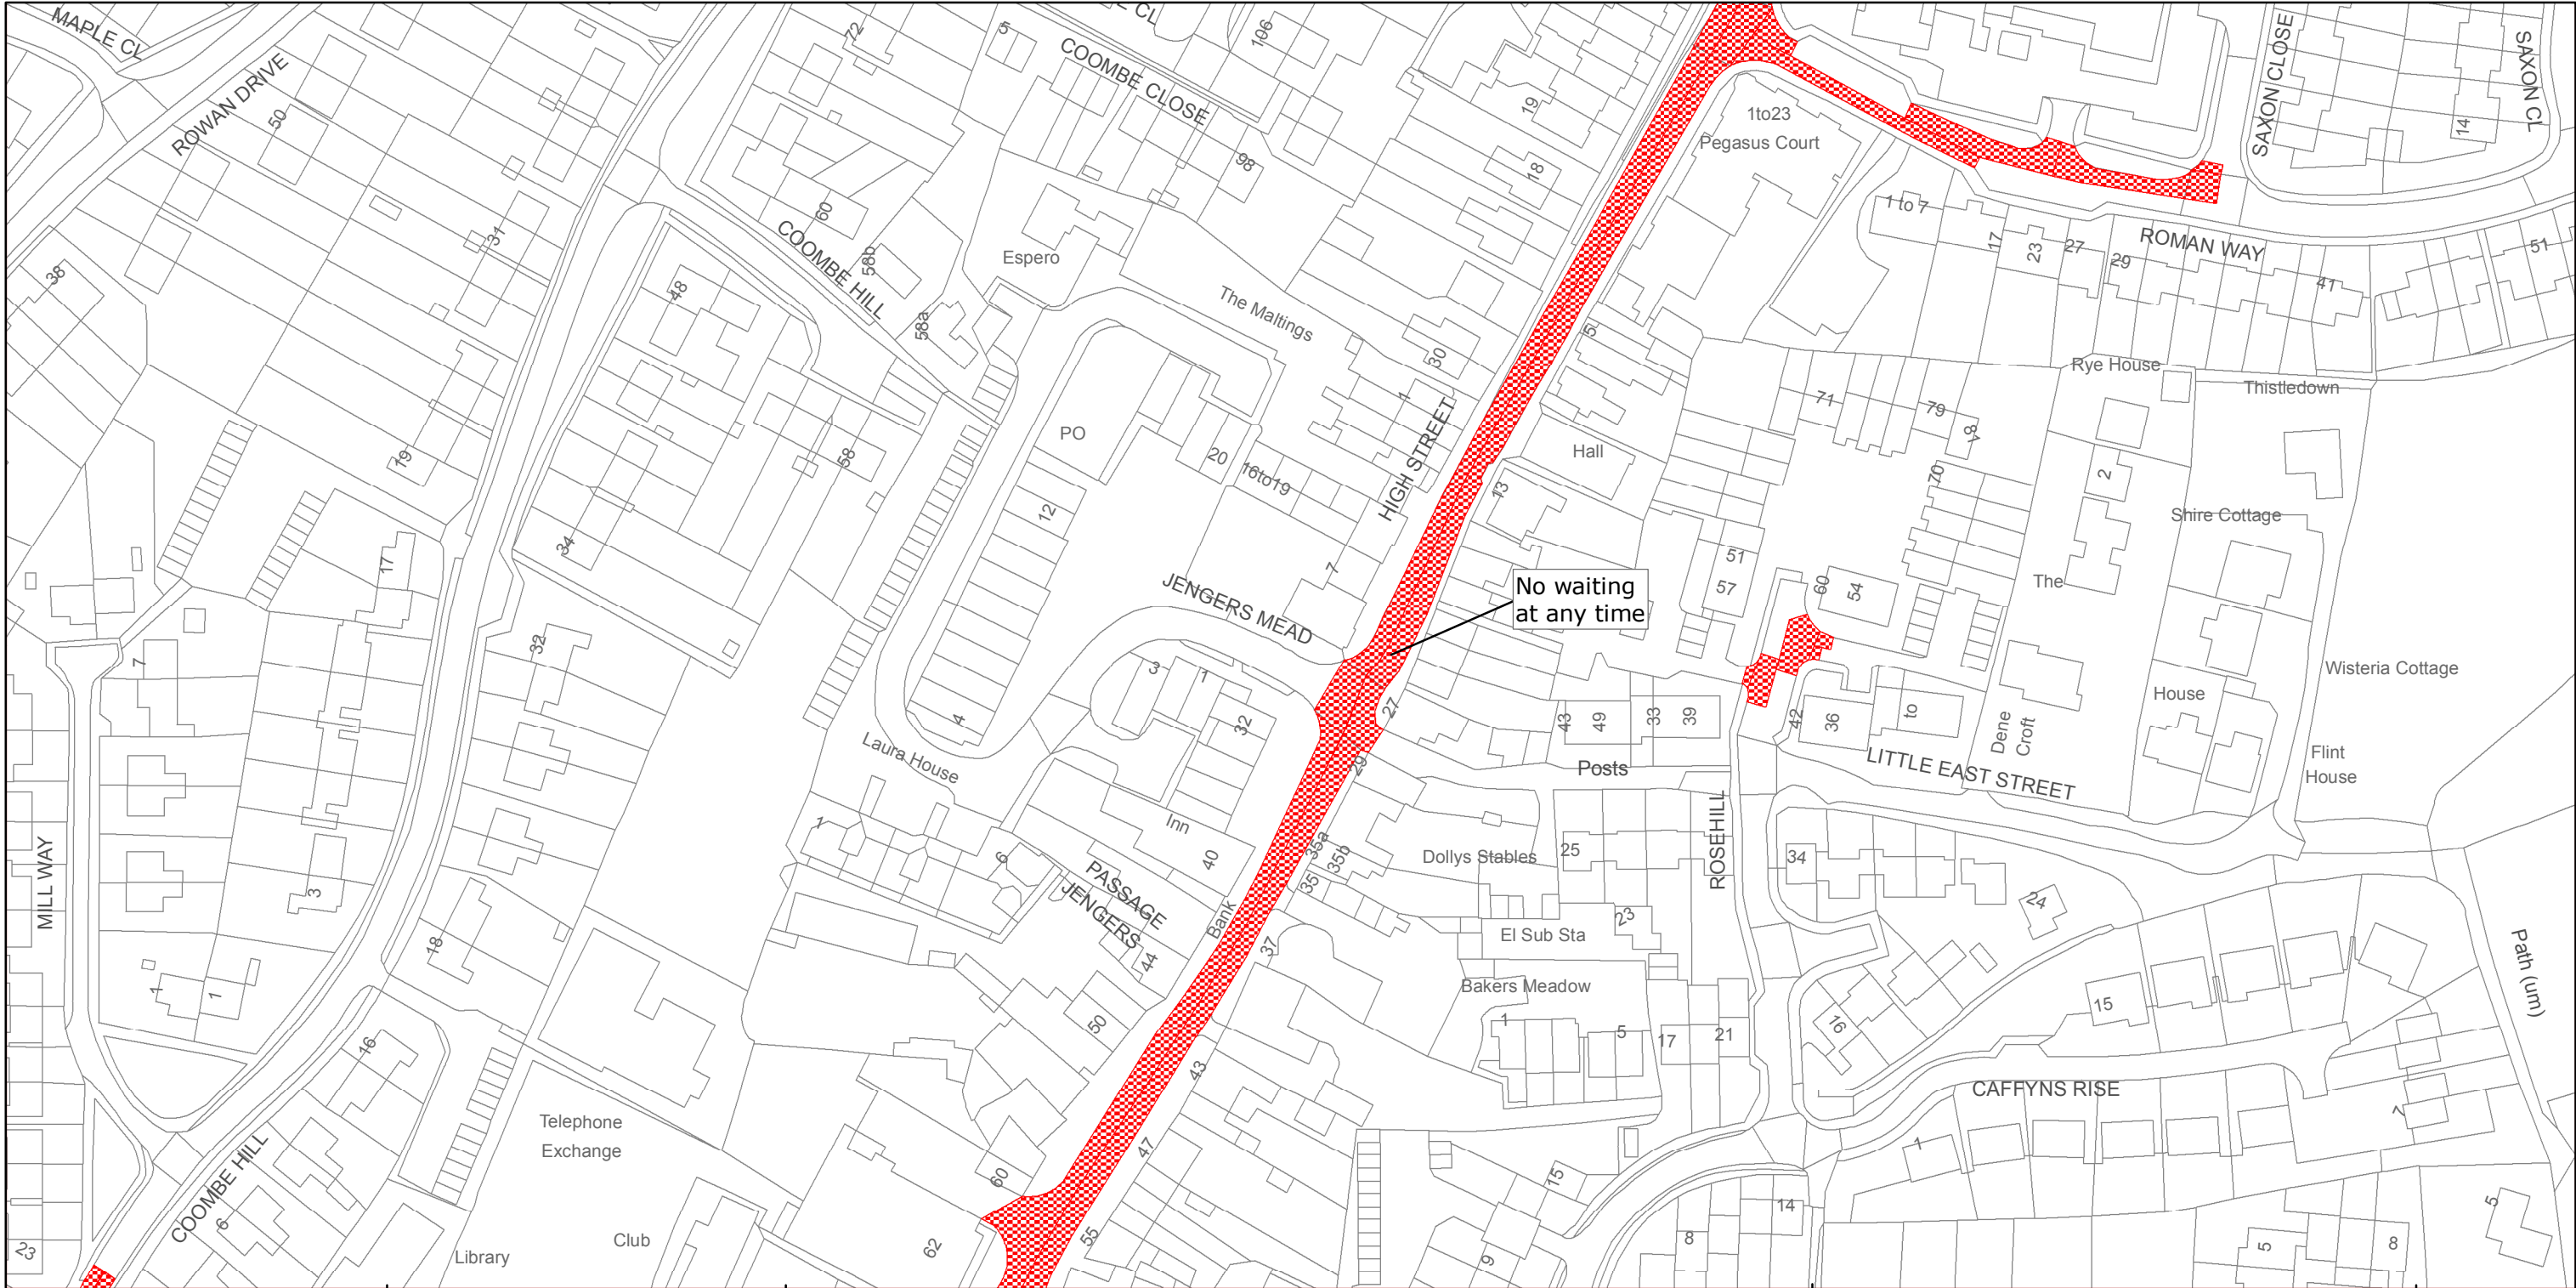 MAPLE CL
ROWAN DRIVE
50
72
5
COOMBE CLOSE
E CL
106
98
19
18
1to23
Pegasus Court
SAXON CLOSE
SAXON CL
14
38
31
60
58b
COOMBE HILL
58a
48
Espero
The Maltings
30
1
5
1 to 7
17
23
27
29
ROMAN WAY
41
51
Rye House
Thistledown
PO
20
16to19
HIGH STREET
Hall
13
71
79
81
70
2
Shire Cottage
19
58
34
12
17
7
JENGERS MEAD
No waiting
at any time
51
57
60
54
The
House
Wisteria Cottage
7
32
3
1
4
32
Laura House
27
29
43
49
33
39
Posts
42
36
to
Dene
Croft
LITTLE EAST STREET
Flint
House
MILL WAY
3
1
6
Inn
40
PASSAGE
JENGERS
35a
35b
35
Dollys Stables
25
ROSEHILL
34
24
18
Bank
37
44
El Sub Sta
23
Bakers Meadow
1
5
17
21
16
15
Path (um)
1
1
16
50
43
CAFFYNS RISE
7
1
Telephone
Exchange
COOMBE HILL
6
60
47
15
14
23
Library
Club
62
55
9
8
5
8
5